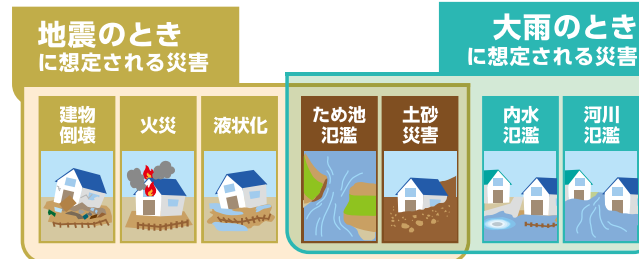 地震のとき
に想定される災害
大雨のとき
に想定される災害
建物
倒壊
火災
液状化
ため池
氾濫
土砂
災害
内水
氾濫
河川
氾濫